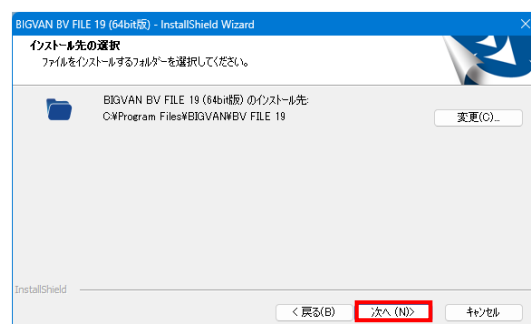 BIGVAN BV FILE 19 (64bit版) - InstallShield Wizard
インストール先の選択
ファイルをインストールするフォルダーを選択してください。
BIGVAN BV FILE 19 (64bit版) のインストール先:
C:¥Program Files¥BIGVAN¥BV FILE 19
変更(C)...
InstallShield
< 戻る(B)
次へ (N)>
キャンセル